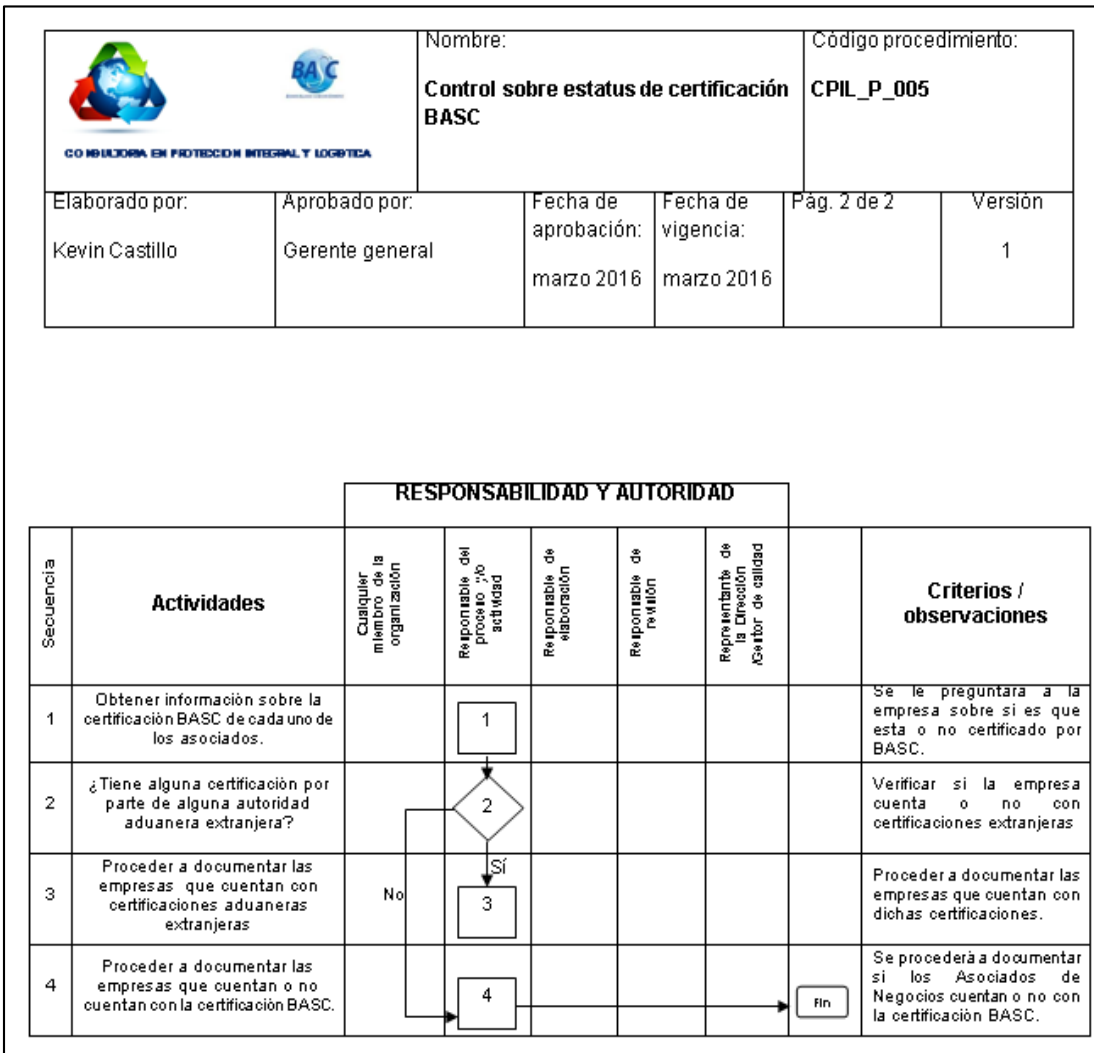 Nombre:
Control sobre estatus de certificación
BASC
Código procedimiento:
CPIL_P_005
BASC
CONSULTORIA EN PROTECCION INTEGRAL Y LOGISTICA
Elaborado por:
Kevin Castillo
Aprobado por:
Gerente general
Fecha de
aprobación:
marzo 2016
Fecha de
vigencia:
marzo 2016
Pág. 2 de 2
Versión
1
RESPONSABILIDAD Y AUTORIDAD
Secuencia
Actividades
Cualquier
miembro de la
organización
Responsable del
proceso y/o
actividad
Responsable de
elaboración
Responsable de
revisión
Representante de
la Dirección
/Gestor de calidad
Criterios /
observaciones
1
Obtener información sobre la
certificación BASC de cada uno de
los asociados.
1
Se le preguntara a la
empresa sobre si es que
esta o no certificado por
BASC.
2
¿Tiene alguna certificación por
parte de alguna autoridad
aduanera extranjera?
2
Verificar si la empresa
cuenta o no con
certificaciones extranjeras
3
Proceder a documentar las
empresas que cuentan con
certificaciones aduaneras
extranjeras
No
Sí
3
Proceder a documentar las
empresas que cuentan con
dichas certificaciones.
4
Proceder a documentar las
empresas que cuentan o no
cuentan con la certificación BASC.
4
Fin
Se procederá a documentar
si los Asociados de
Negocios cuentan o no con
la certificación BASC.